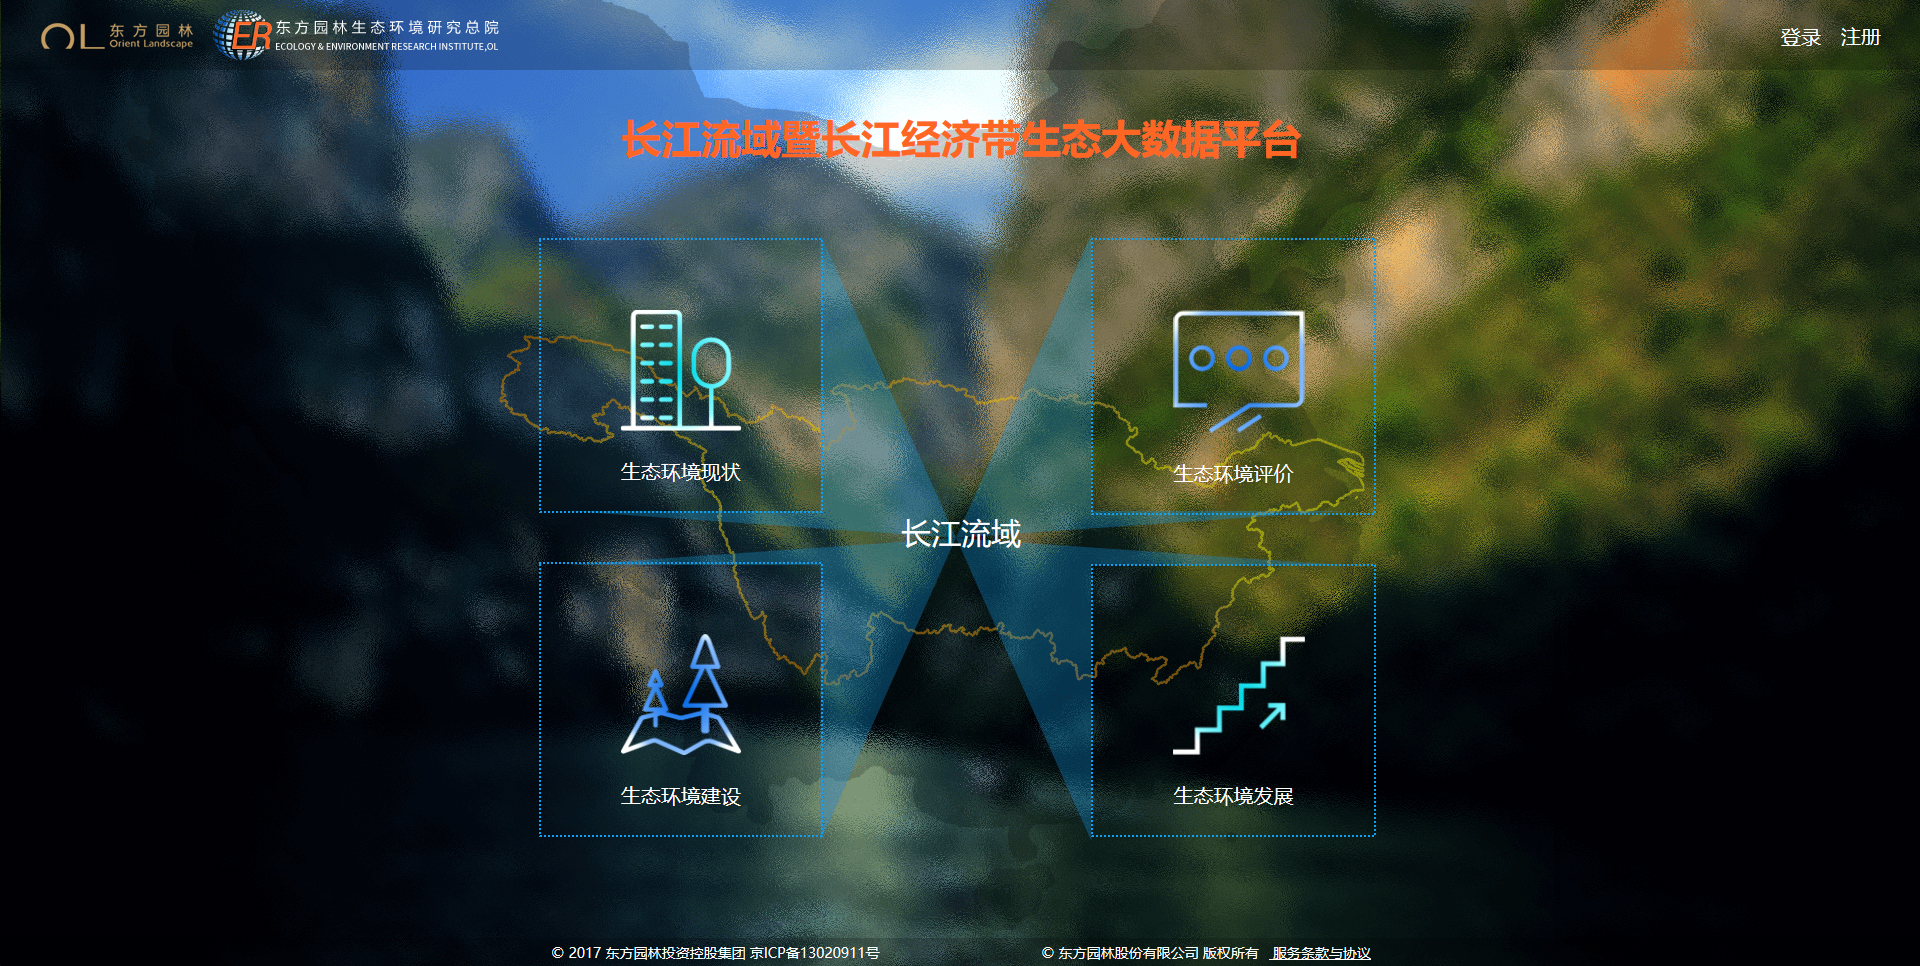 OL 东方园林
Orient Landscape
ER 东方园林生态环境研究总院
ECOLOGY & ENVIRONMENT RESEARCH INSTITUTE,OL
登录 注册
长江流域暨长江经济带生态大数据平台
生态环境现状
生态环境评价
长江流域
生态环境建设
生态环境发展
© 2017 东方园林投资控股集团 京ICP备13020911号
© 东方园林股份有限公司 版权所有 服务条款与协议